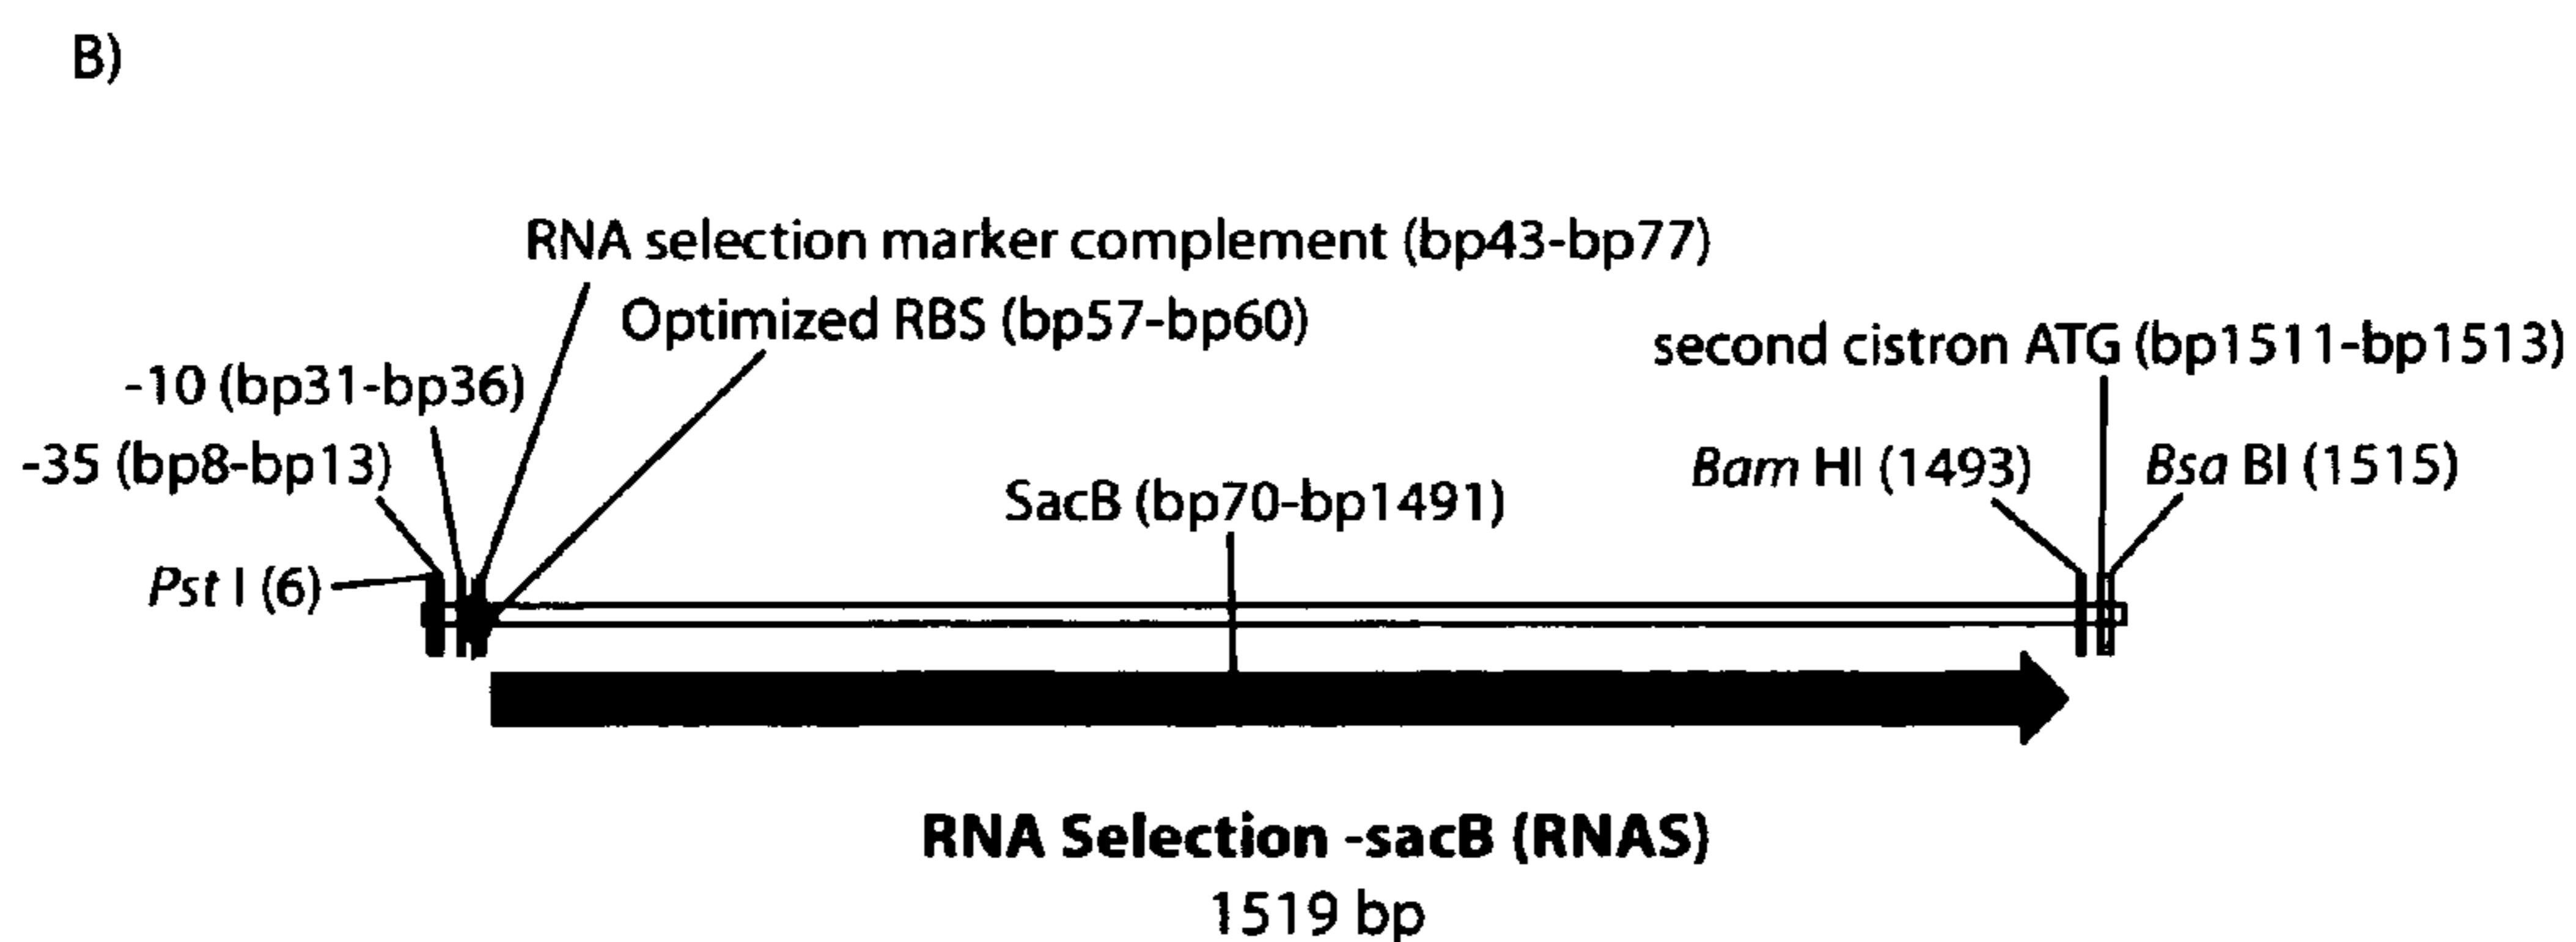 B)
RNA selection marker complement (bp43-bp77)
Optimized RBS (bp57-bp60)
second cistron ATG (bp1511-bp1513)
-10 (bp31-bp36)
-35 (bp8-bp13)
Bam HI (1493)
Bsa BI (1515)
SacB (bp70-bp1491)
Pst I (6)
RNA Selection -sacB (RNAS)
1519 bp